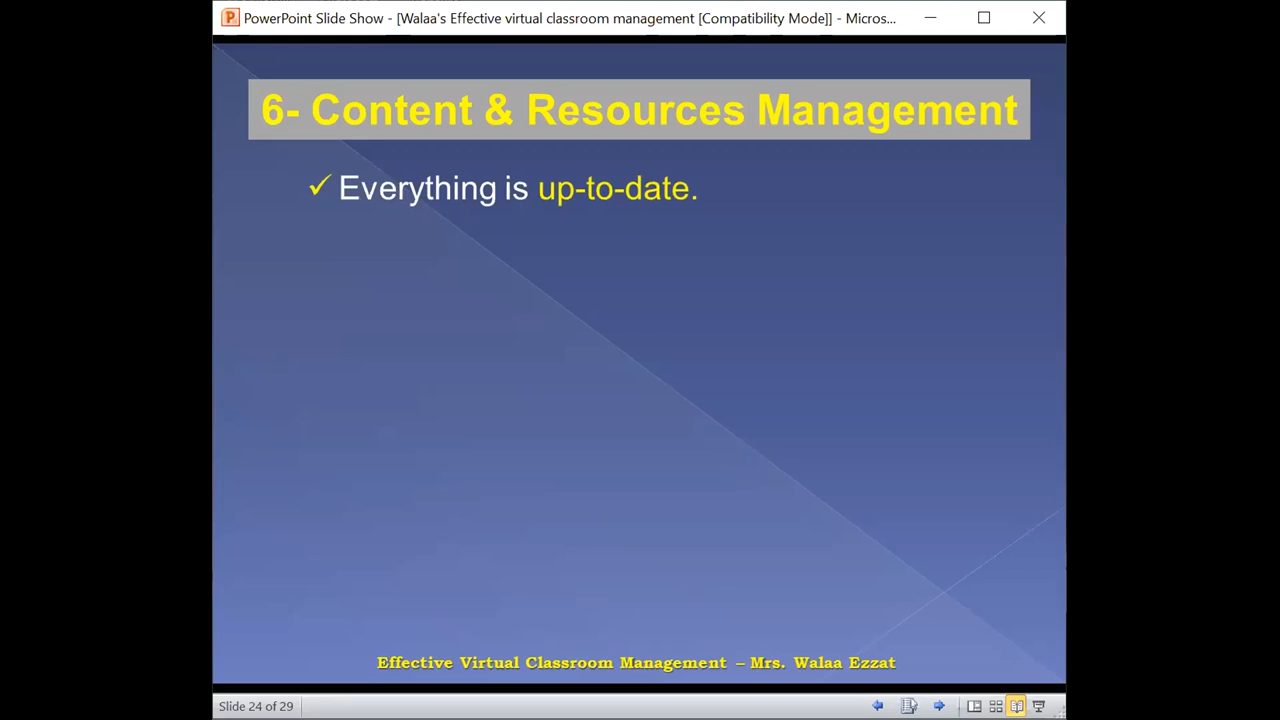 PowerPoint Slide Show - [Walaa's Effective virtual classroom management [Compatibility Mode]] - Micros...
6- Content & Resources Management
✓ Everything is up-to-date.
Effective Virtual Classroom Management – Mrs. Walaa Ezzat
Slide 24 of 29